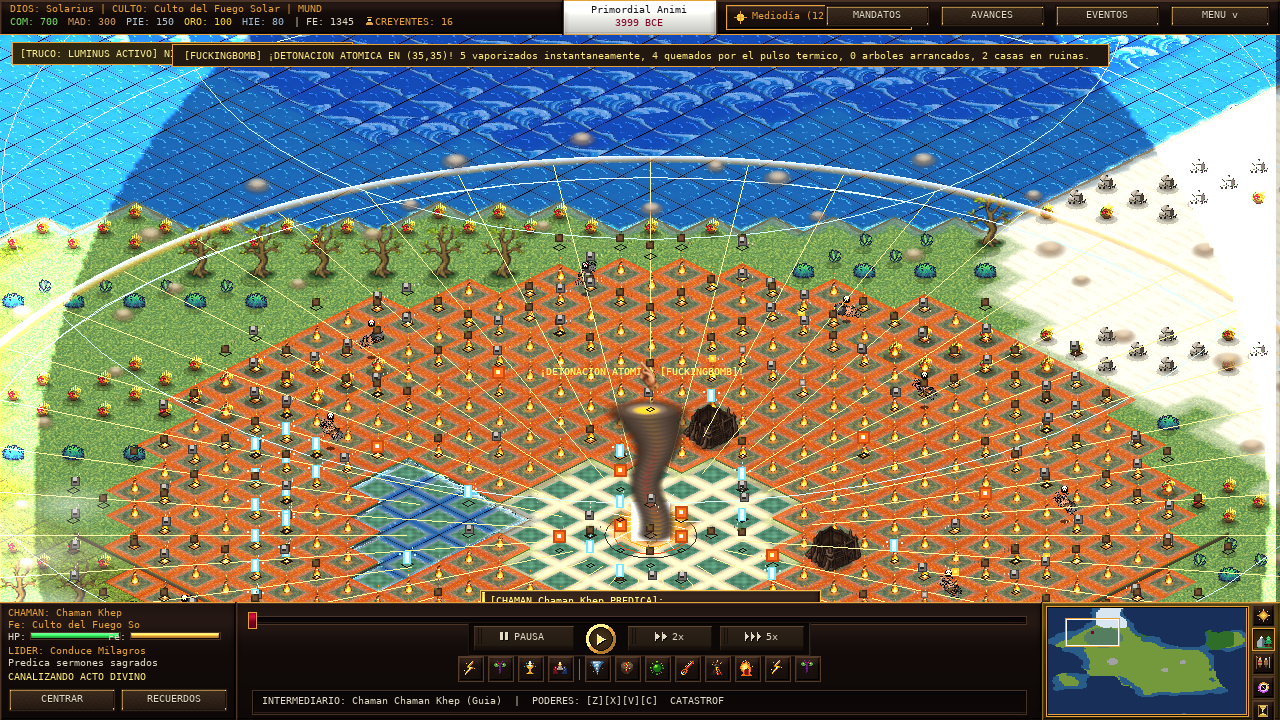 DIOS: Solarius | CULTO: Culto del Fuego Solar | MUND
COM: 700 MAD: 300 PIE: 150 ORO: 100 HIE: 80 | FE: 1345 CREYENTES: 16
Primordial Animi
3999 BCE
Mediodia (12
MANDATOS
AVANCES
EVENTOS
MENU v
[TRUCO: LUMINUS ACTIVO] NI
[FUCKINGBOMB] ¡DETONACION ATOMICA EN (35,35)! 5 vaporizados instantaneamente, 4 quemados por el pulso termico, 0 arboles arrancados, 2 casas en ruinas.
¡DETONACION ATOMI [FUCKINGBOMB]
[CHAMAN Chaman Khep PREDICA]:
CHAMAN: Chaman Khep
Fe: Culto del Fuego So
HP: Fe:
LIDER: Conduce Milagros
Predica sermones sagrados
CANALIZANDO ACTO DIVINO
CENTRAR
RECUERDOS
PAUSA
2x
5x
INTERMEDIARIO: Chaman Chaman Khep (Guia) | PODERES: [Z][X][V][C] CATASTROF